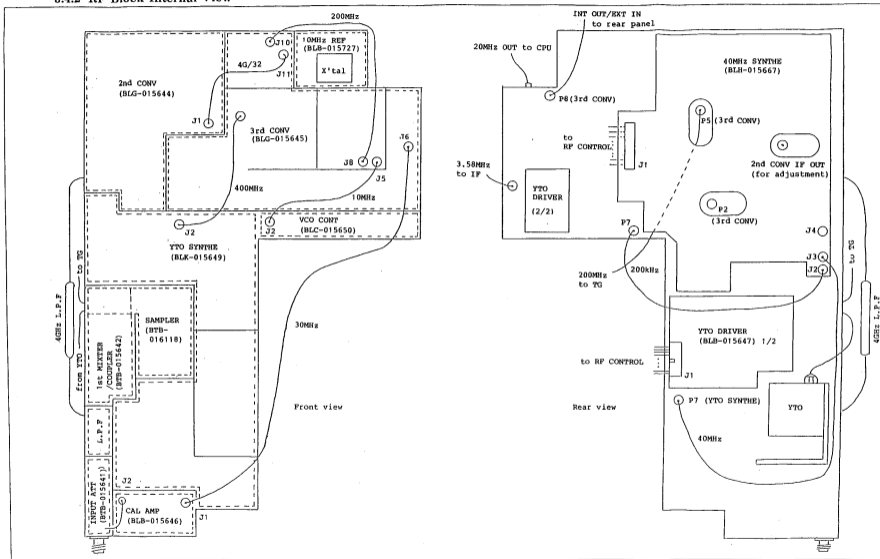 3.4.2 RF Block Internal View
200MHz
J10
10MHz REF
(BLB-015727)
X'tal
4G/32
J11
2nd CONV
(BLG-015644)
J1
3rd CONV
(BLG-015645)
J6
J8
J5
400MHz
10MHz
J2
J2
VCO CONT
(BLC-015650)
YTO SYNTHE
(BLK-015649)
to TG
4GHz L.P.F
from YTO
1st MIXTER
/COUPLER
(BTB-015642)
SAMPLER
(BTB-
016118)
30MHz
Front view
L.P.F
INPUT ATT
(BTB-015641)
J2
CAL AMP
(BLB-015646)
J1
INT OUT/EXT IN
to rear panel
20MHz OUT to CPU
40MHz SYNTHE
(BLH-015667)
P6(3rd CONV)
P5 (3rd CONV)
to
RF CONTROL
J1
2nd CONV IF OUT
(for adjustment)
3.58MHz
to IF
YTO
DRIVER
(2/2)
P2
(3rd CONV)
P7
J4
J3
J2
200MHz
to TG
200kHz
to TG
4GHz L.P.F
YTO DRIVER
(BLB-015647) 1/2
to RF CONTROL
J1
Rear view
P7 (YTO SYNTHE)
YTO
40MHz